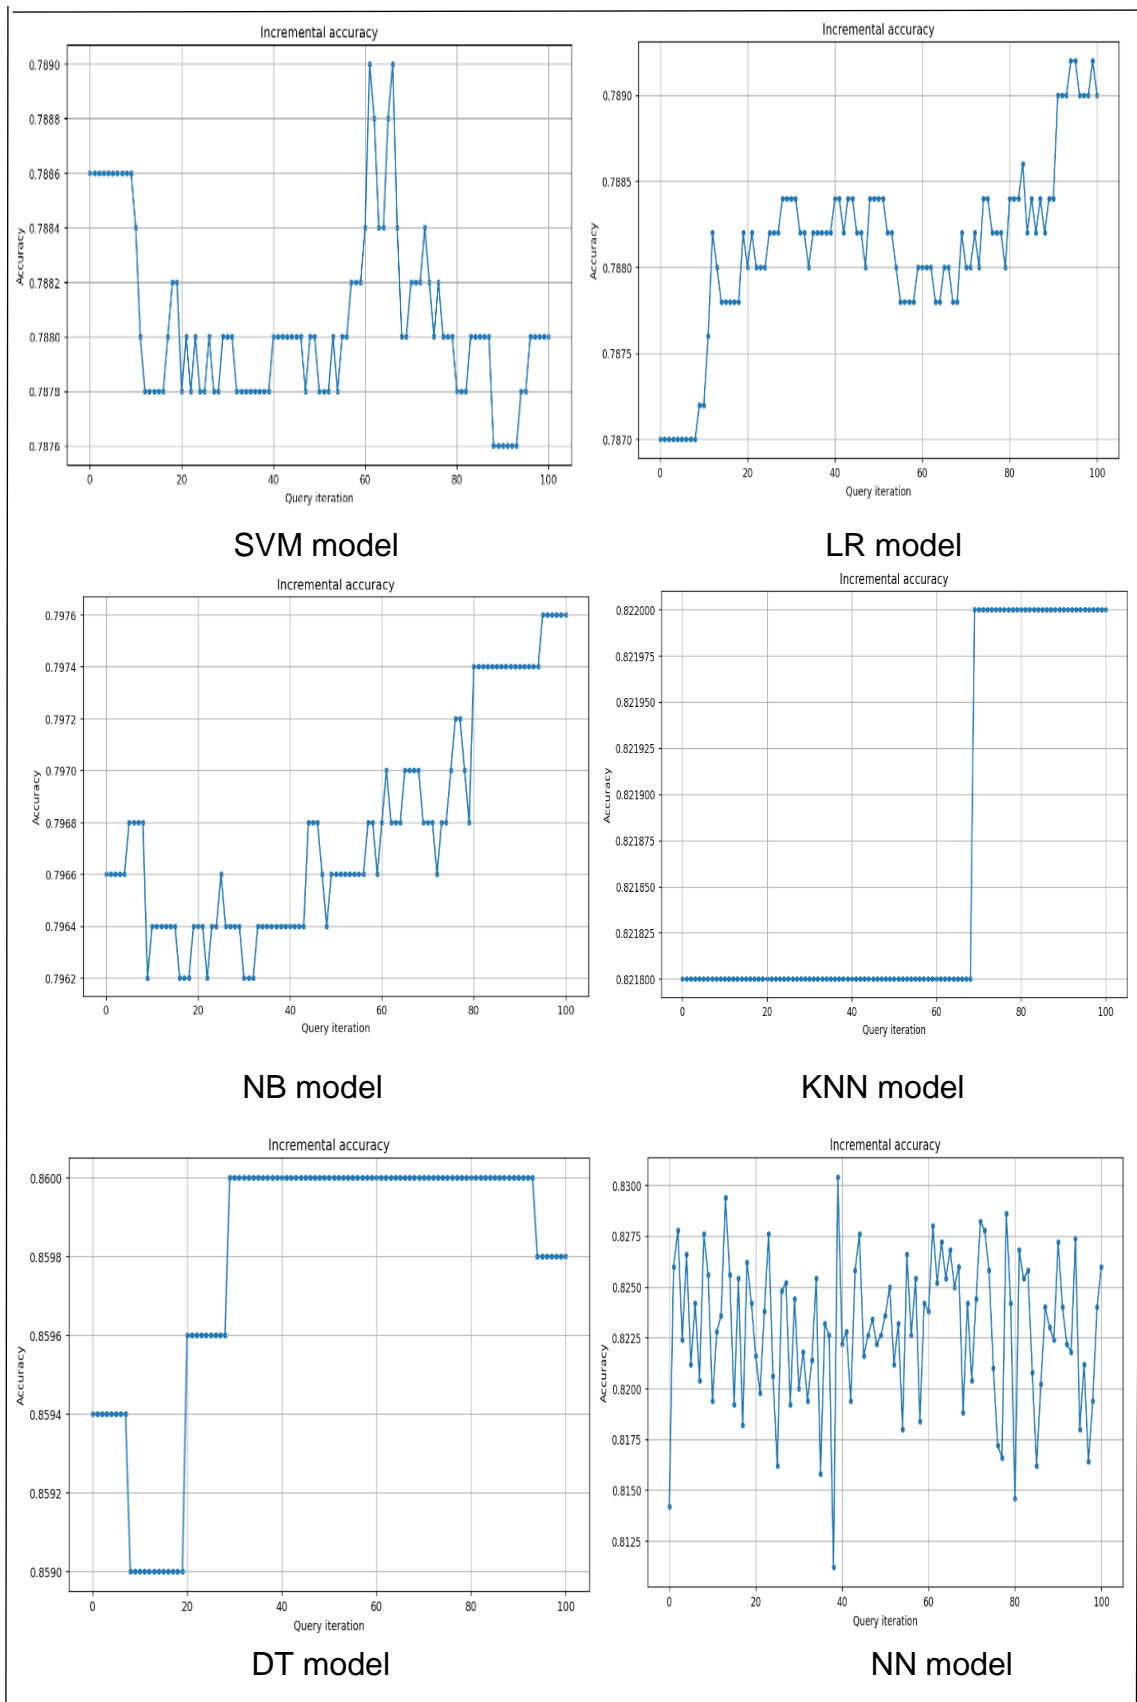 Incremental accuracy
0.7890
0.7888
0.7886
0.7884
0.7882
0.7880
0.7878
0.7876
Accuracy
0 20 40 60 80 100
Query iteration
SVM model
Incremental accuracy
0.7890
0.7885
0.7880
0.7875
0.7870
Accuracy
0 20 40 60 80 100
Query iteration
LR model
Incremental accuracy
0.7976
0.7974
0.7972
0.7970
0.7968
0.7966
0.7964
0.7962
Accuracy
0 20 40 60 80 100
Query iteration
NB model
Incremental accuracy
0.822000
0.821975
0.821950
0.821925
0.821900
0.821875
0.821850
0.821825
0.821800
Accuracy
0 20 40 60 80 100
Query iteration
KNN model
Incremental accuracy
0.8600
0.8598
0.8596
0.8594
0.8592
0.8590
Accuracy
0 20 40 60 80 100
Query iteration
DT model
Incremental accuracy
0.8300
0.8275
0.8250
0.8225
0.8200
0.8175
0.8150
0.8125
Accuracy
0 20 40 60 80 100
Query iteration
NN model